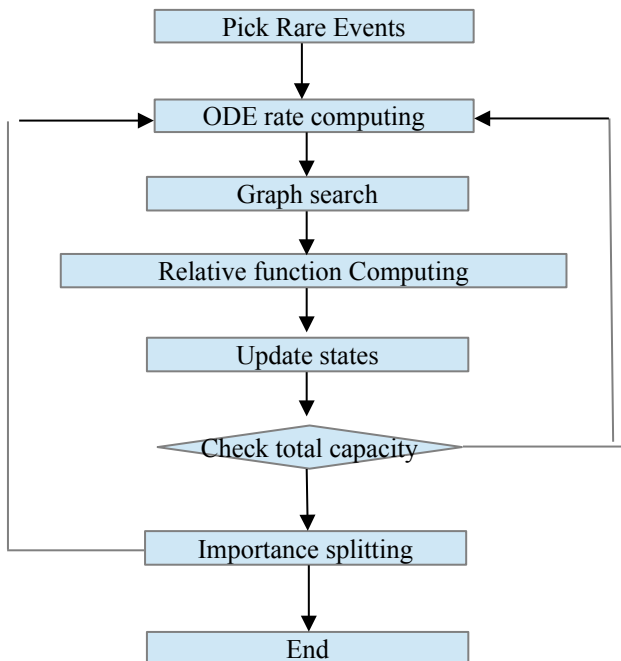 Pick Rare Events
ODE rate computing
Graph search
Relative function Computing
Update states
Check total capacity
Importance splitting
End